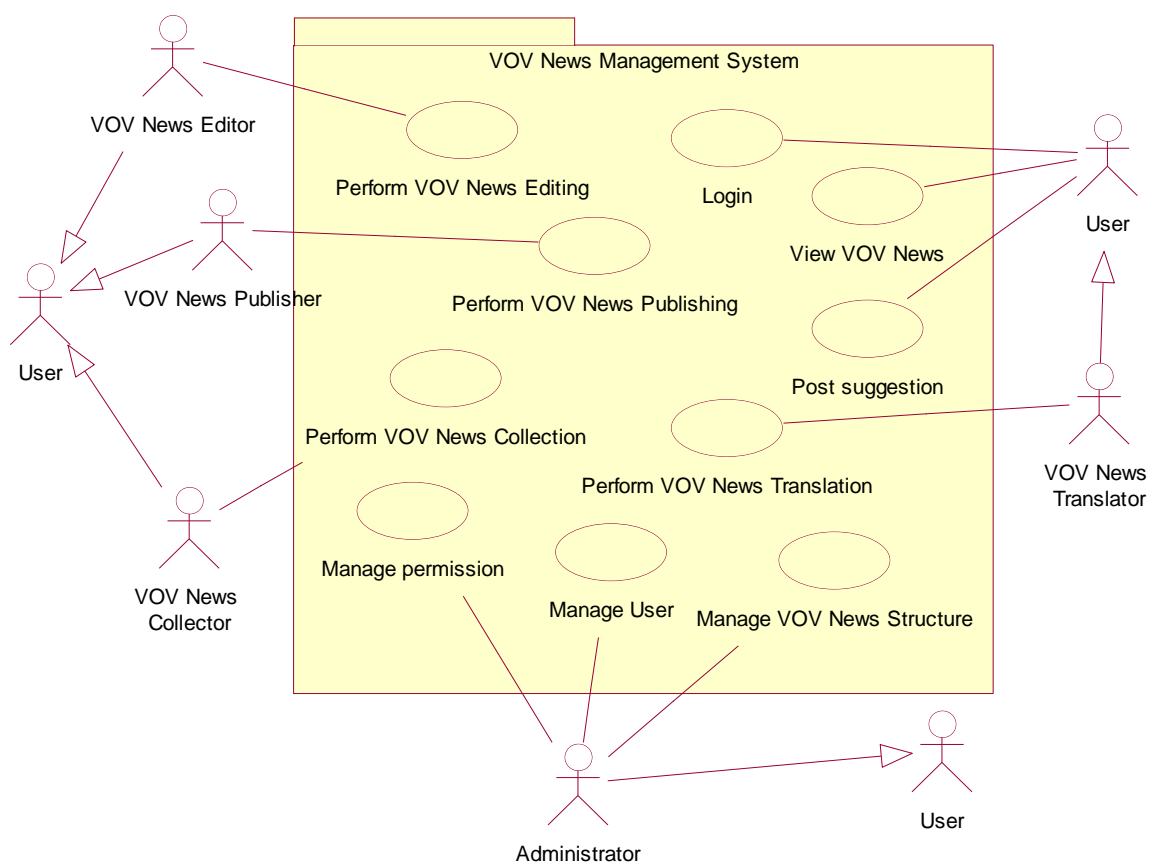 VOV News Management System
VOV News Editor
Perform VOV News Editing
Login
User
View VOV News
VOV News Publisher
Perform VOV News Publishing
User
Post suggestion
Perform VOV News Collection
VOV News
Translator
Perform VOV News Translation
Manage permission
VOV News
Collector
Manage User
Manage VOV News Structure
User
Administrator